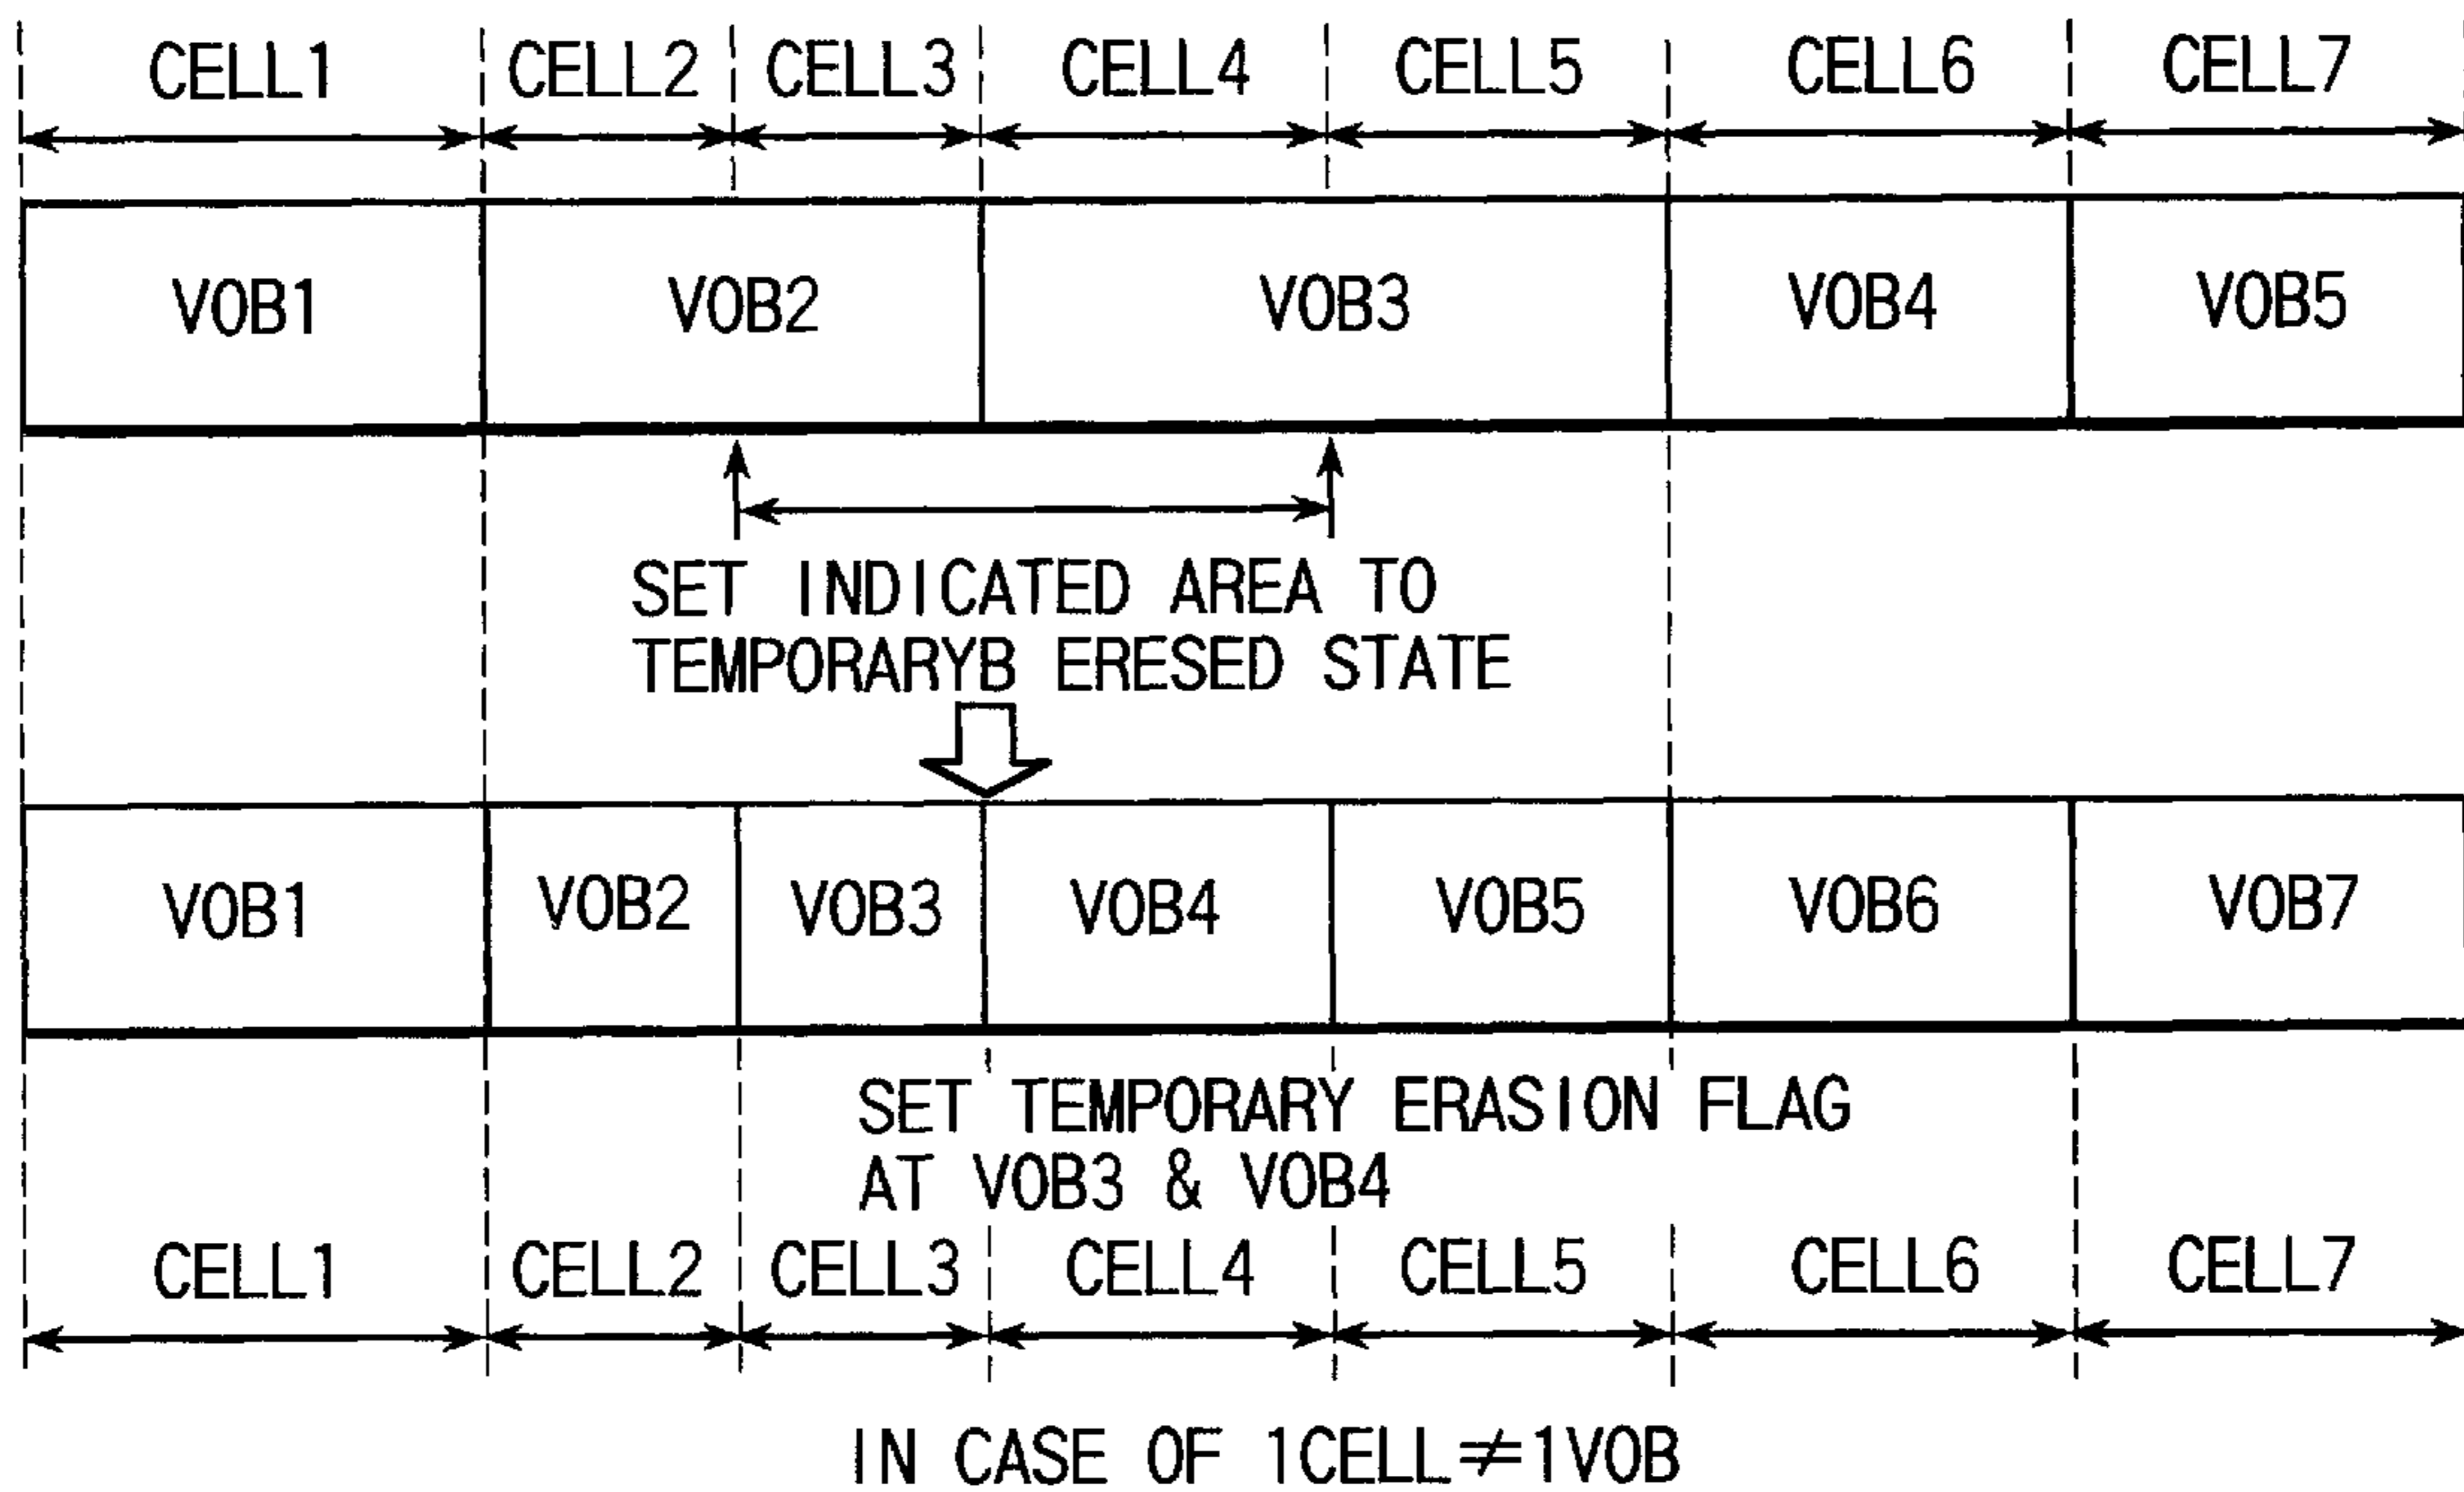 CELL1 CELL2 CELL3 CELL4 CELL5 CELL6 CELL7
VOB1 VOB2 VOB3 VOB4 VOB5
SET INDICATED AREA TO
TEMPORARYB ERESED STATE
VOB1 VOB2 VOB3 VOB4 VOB5 VOB6 VOB7
SET TEMPORARY ERASION FLAG
AT VOB3 & VOB4
CELL1 CELL2 CELL3 CELL4 CELL5 CELL6 CELL7
IN CASE OF 1CELL≠1VOB